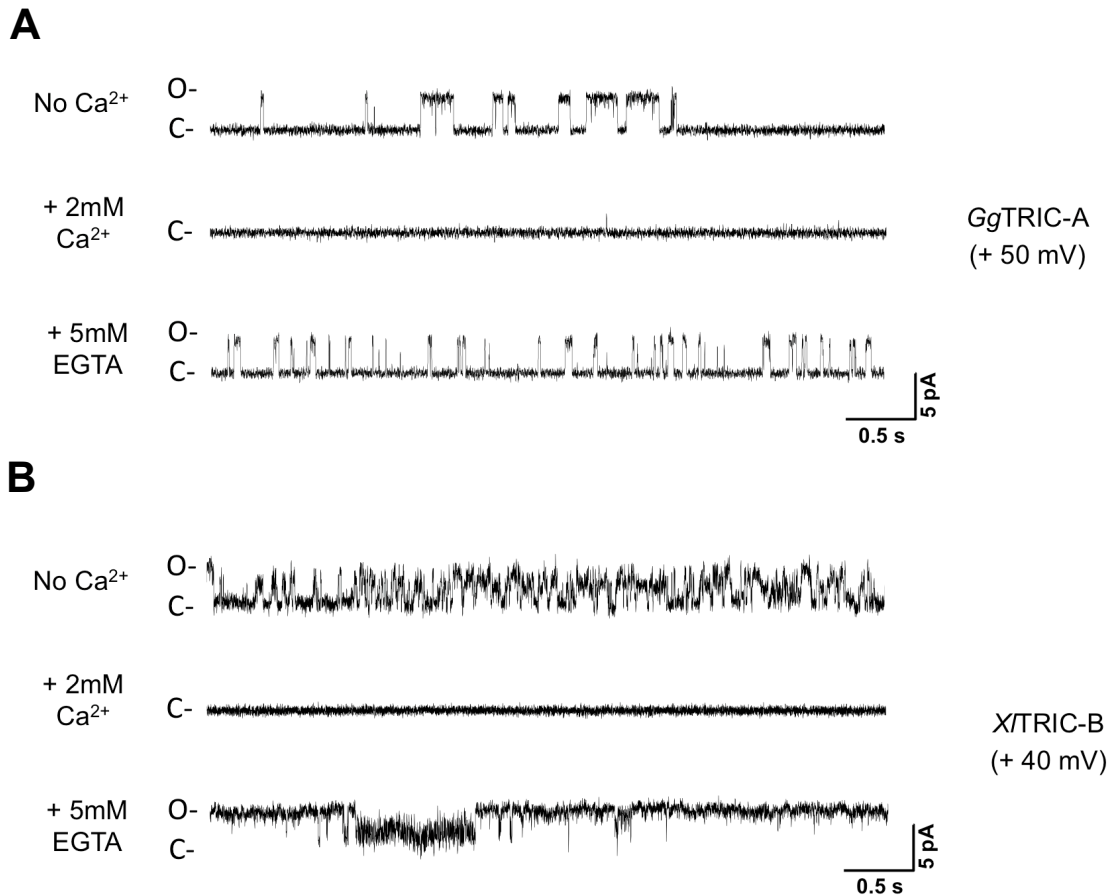 A
No Ca²⁺
O-
C-
+ 2mM
Ca²⁺
C-
GgTRIC-A
(+ 50 mV)
+ 5mM
EGTA
O-
C-
5 pA
0.5 s
B
No Ca²⁺
O-
C-
+ 2mM
Ca²⁺
C-
XlTRIC-B
(+ 40 mV)
+ 5mM
EGTA
O-
C-
5 pA
0.5 s